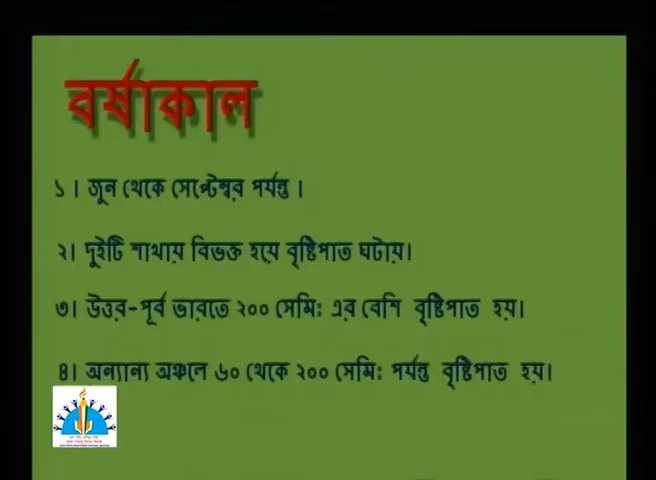 বর্ষাকাল
১। জুন থেকে সেপ্টেম্বর পর্যন্ত।
২। দুইটি শাখায় বিভক্ত হয়ে বৃষ্টিপাত ঘটায়।
৩। উত্তর-পূর্ব ভারতে ২০০ সেমি: এর বেশি বৃষ্টিপাত হয়।
৪। অন্যান্য অঞ্চলে ৬০ থেকে ২০০ সেমি: পর্যন্ত বৃষ্টিপাত হয়।